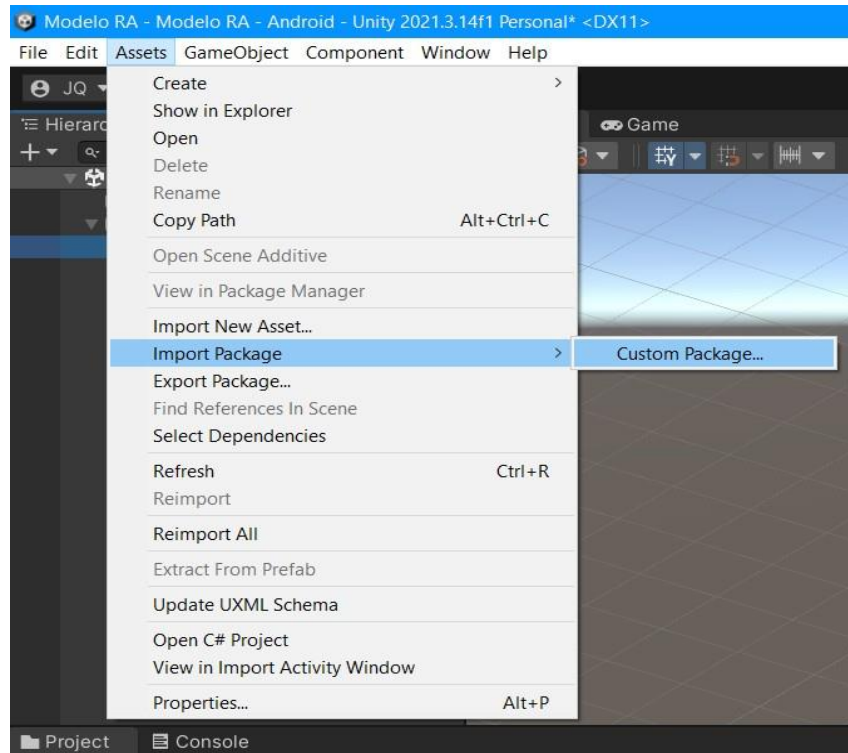 Modelo RA - Modelo RA - Android - Unity 2021.3.14f1 Personal* <DX11>
File Edit Assets GameObject Component Window Help
JQ
Hierarc
Game
Create
Show in Explorer
Open
Delete
Rename
Copy Path Alt+Ctrl+C
Open Scene Additive
View in Package Manager
Import New Asset...
Import Package Custom Package...
Export Package...
Find References In Scene
Select Dependencies
Refresh Ctrl+R
Reimport
Reimport All
Extract From Prefab
Update UXML Schema
Open C# Project
View in Import Activity Window
Properties... Alt+P
Project Console